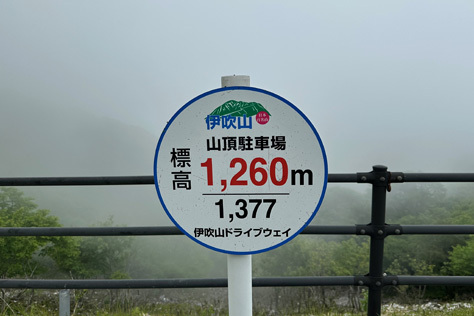 伊吹山
山頂駐車場
標高
1,260m
1,377
伊吹山ドライブウェイ